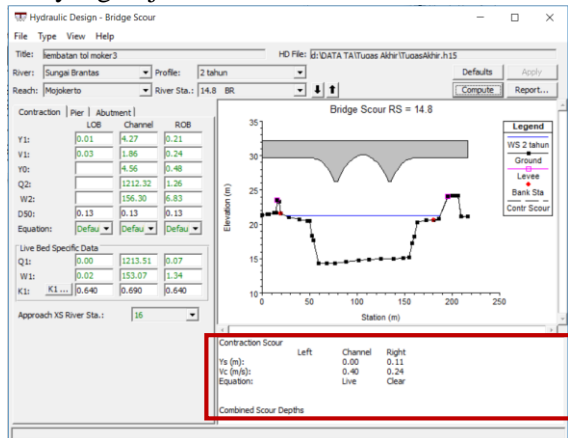 Hydraulic Design - Bridge Scour
File Type View Help
Title: lembatan tol moker3 HD File: d:\DATA TA\Tugas Akhir\TugasAkhir.h15
River: Sungai Brantas Profile: 2 tahun Defaults Apply
Reach: Mojokerto River Sta.: 14.8 BR Compute Report...
Contraction Pier Abutment
LOB Channel ROB
Y1: 0.01 4.27 0.21
V1: 0.03 1.86 0.24
Y0: 4.56 0.48
Q2: 1212.32 1.26
W2: 156.30 6.83
D50: 0.13 0.13 0.13
Equation: Defau Defau Defau
Live Bed Specific Data
Q1: 0.00 1213.51 0.07
W1: 0.02 153.07 1.34
K1: K1 ... 0.640 0.690 0.640
Approach XS River Sta.: 16
Bridge Scour RS = 14.8
35
30
25
20
15
10
Elevation (m)
0 50 100 150 200 250
Station (m)
Legend
WS 2 tahun
Ground
Levee
Bank Sta
Contr Scour
Contraction Scour
Left Channel Right
Ys (m): 0.00 0.11
Vc (m/s): 0.40 0.24
Equation: Live Clear
Combined Scour Depths